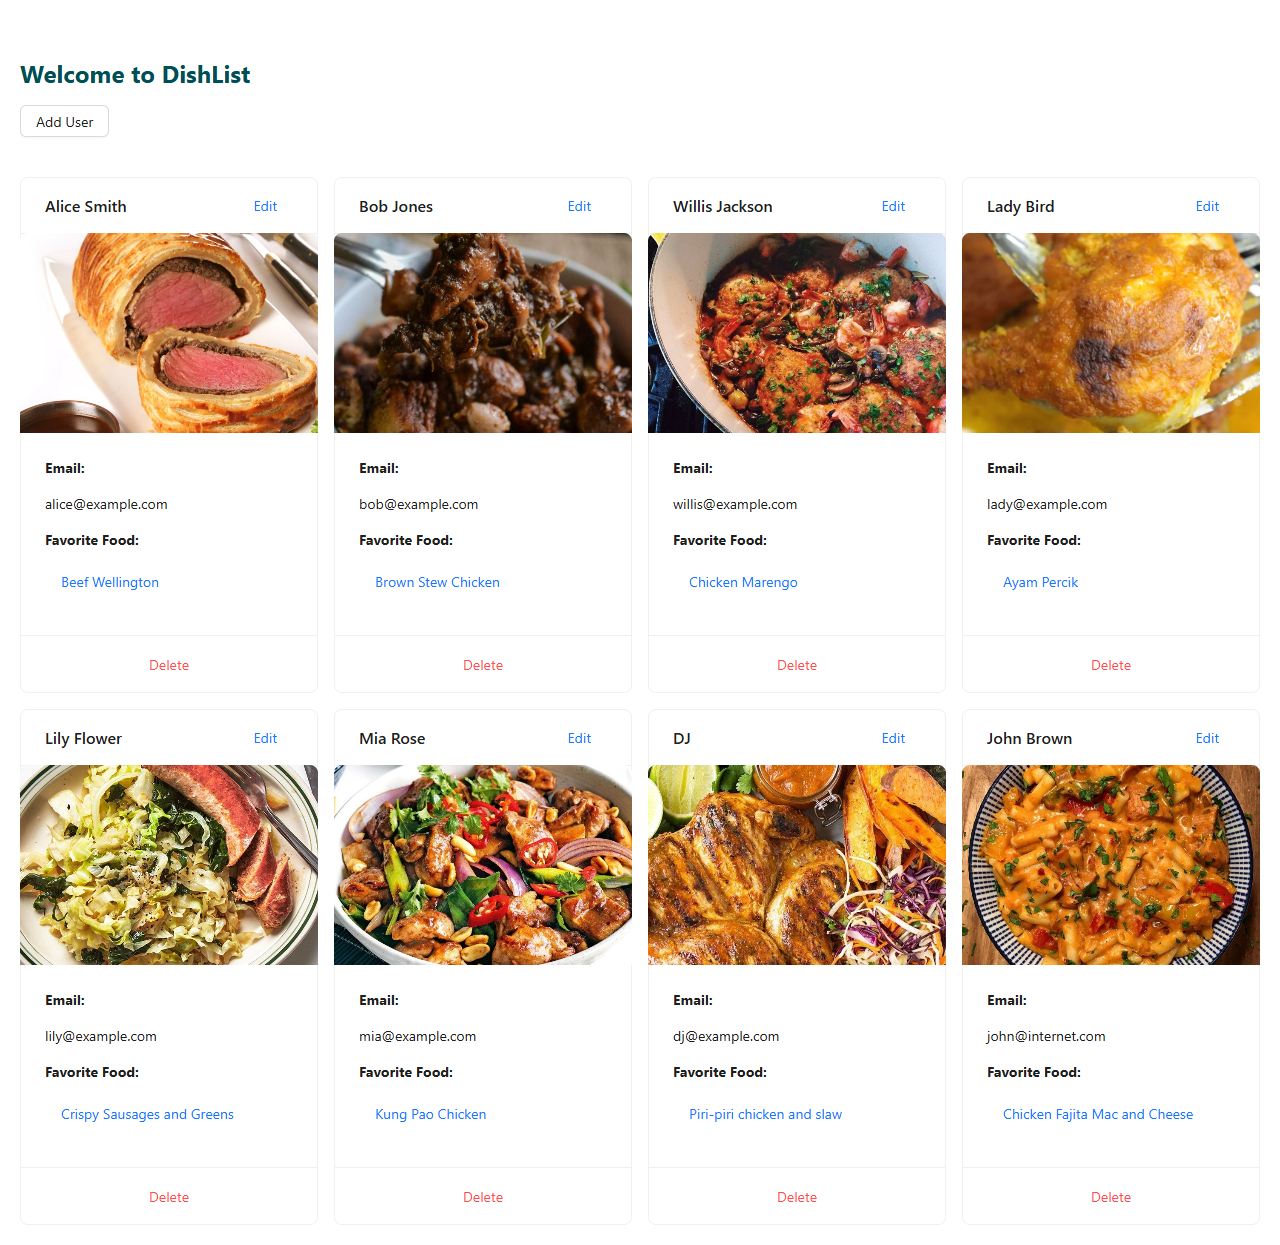 Welcome to DishList
Add User
Alice Smith Edit
Email:
alice@example.com
Favorite Food:
Beef Wellington
Delete
Bob Jones Edit
Email:
bob@example.com
Favorite Food:
Brown Stew Chicken
Delete
Willis Jackson Edit
Email:
willis@example.com
Favorite Food:
Chicken Marengo
Delete
Lady Bird Edit
Email:
lady@example.com
Favorite Food:
Ayam Percik
Delete
Lily Flower Edit
Email:
lily@example.com
Favorite Food:
Crispy Sausages and Greens
Delete
Mia Rose Edit
Email:
mia@example.com
Favorite Food:
Kung Pao Chicken
Delete
DJ Edit
Email:
dj@example.com
Favorite Food:
Piri-piri chicken and slaw
Delete
John Brown Edit
Email:
john@internet.com
Favorite Food:
Chicken Fajita Mac and Cheese
Delete